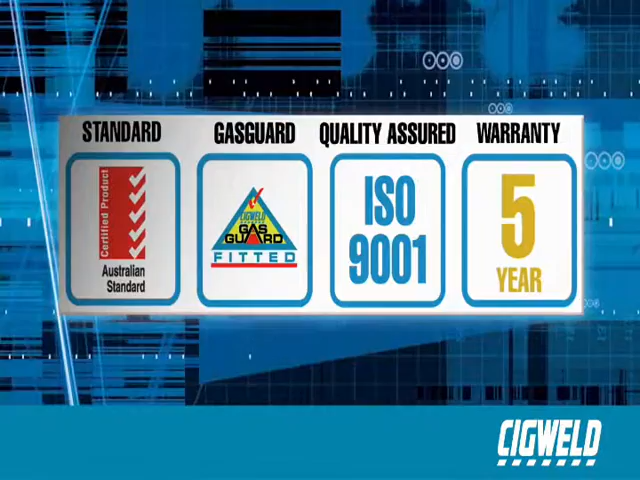 STANDARD
GASGUARD
QUALITY ASSURED
WARRANTY
Certified Product
Australian
Standard
CIGWELD
GAS
GUARD
FITTED
ISO
9001
5
YEAR
CIGWELD